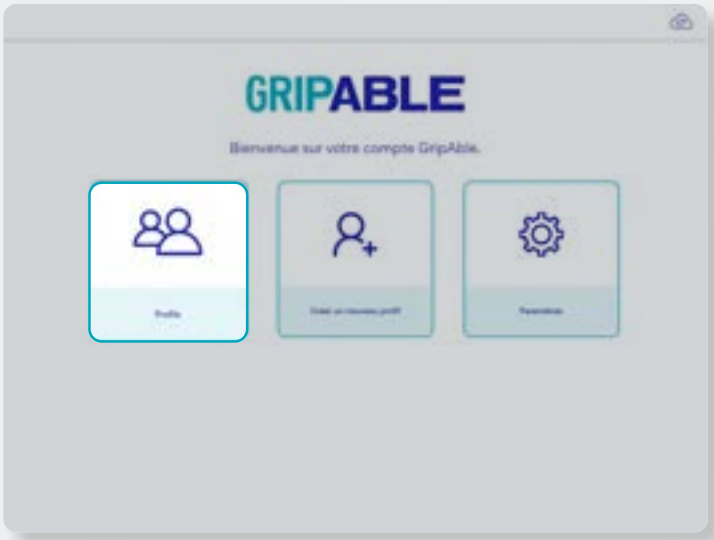 GRIPABLE
Bienvenue sur votre compte GripAble.
Profils
Créer un nouveau profil
Paramètres